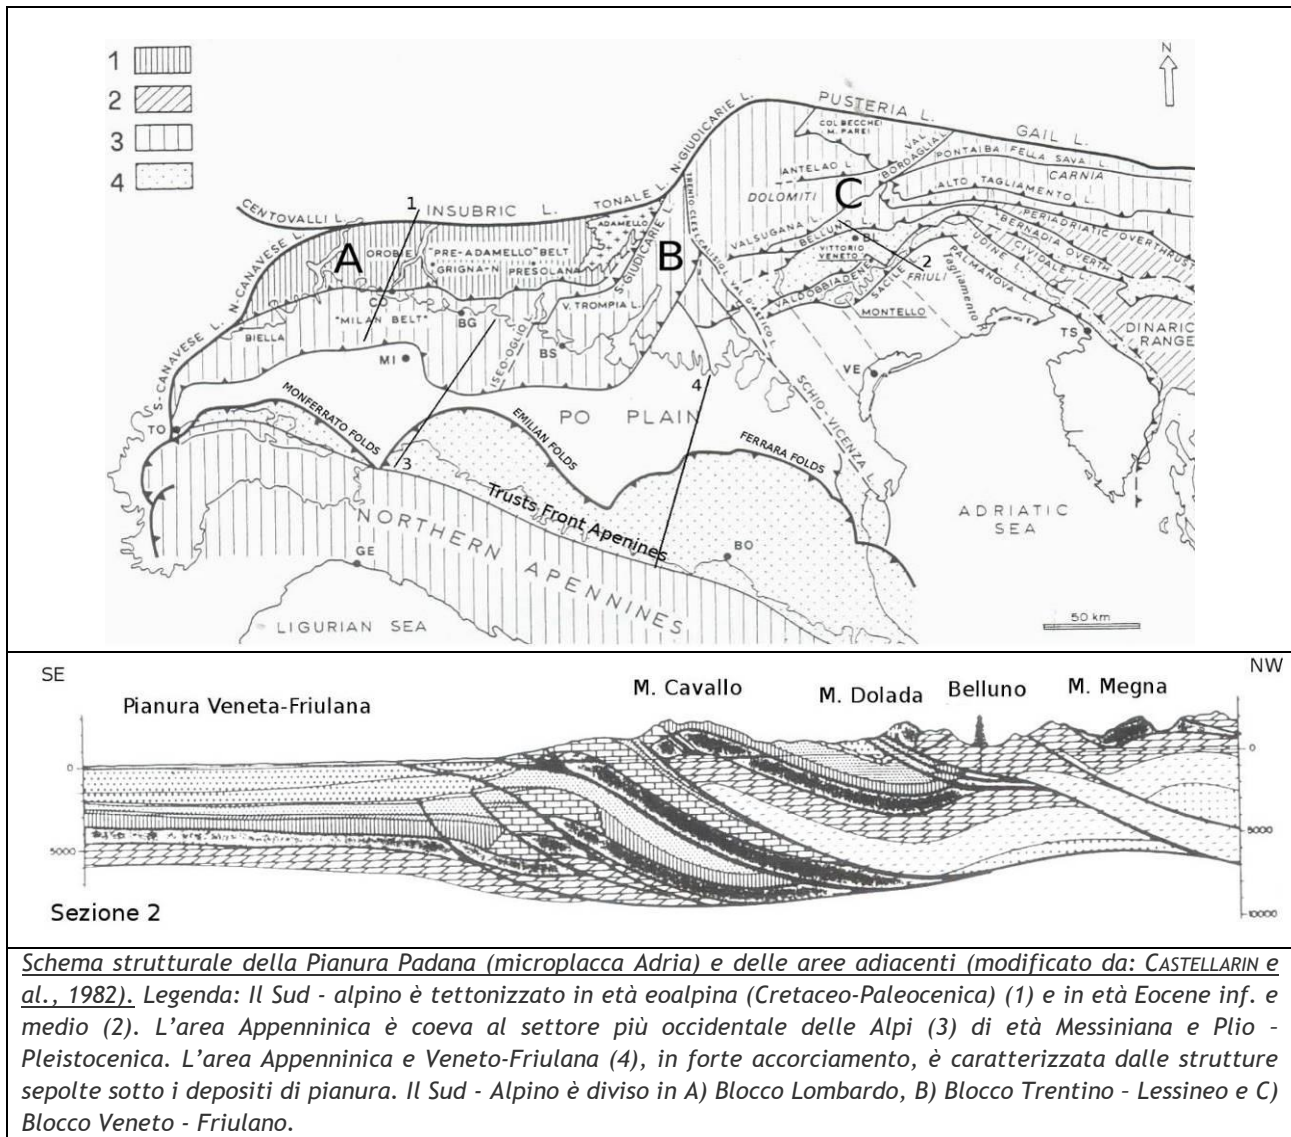 1
2
3
4
N
CENTOVALLI L.
INSUBRIC L.
TONALE L.
N-GIUDICARIE L.
PUSTERIA L.
GAIL L.
COL BECCHEI
M. PAREI
VAL
BORDAGLIA L.
PONTAIBA FELLA SAVA L.
CARNIA
ANTELAO L.
DOLOMITI
ALTO TAGLIAMENTO L.
PERIADRIATIC OVERTHRUST
N-CANAVESE L.
S-CANAVESE L.
1
A
OROBIE
"PRE-ADAMELLO" BELT
GRIGNA-N
PRESOLANA
ADAMELLO
S-GIUDICARIE L.
B
C
VALSUGANA L.
BELLUNO L.
BL
VITTORIO
VENETO
2
FRIULI
BERNADIA OVERTH.
UDINE L.
CIVIDALE L.
PALMANOVA L.
Tagliamento
VALDOBBIADENE
SACILE
MONTELLO
CO
"MILAN BELT"
BIELLA
BG
V. TROMPIA L.
ISEO-OGLIO
BS
MI
VE
TS
DINARIC
RANGE
SCHIO-VICENZA L.
4
TO
MONFERRATO FOLDS
EMILIAN FOLDS
PO PLAIN
FERRARA FOLDS
3
Trusts Front Apenines
NORTHERN APENNINES
GE
BO
ADRIATIC
SEA
LIGURIAN SEA
50 km
SE
NW
Pianura Veneta-Friulana
M. Cavallo
M. Dolada
Belluno
M. Megna
0
0
5000
5000
10000
Sezione 2
Schema strutturale della Pianura Padana (microplacca Adria) e delle aree adiacenti (modificato da: CASTELLARIN e
al., 1982). Legenda: Il Sud - alpino è tettonizzato in età eoalpina (Cretaceo-Paleocenica) (1) e in età Eocene inf. e
medio (2). L'area Appenninica è coeva al settore più occidentale delle Alpi (3) di età Messiniana e Plio –
Pleistocenica. L'area Appenninica e Veneto-Friulana (4), in forte accorciamento, è caratterizzata dalle strutture
sepolte sotto i depositi di pianura. Il Sud - Alpino è diviso in A) Blocco Lombardo, B) Blocco Trentino – Lessineo e C)
Blocco Veneto - Friulano.